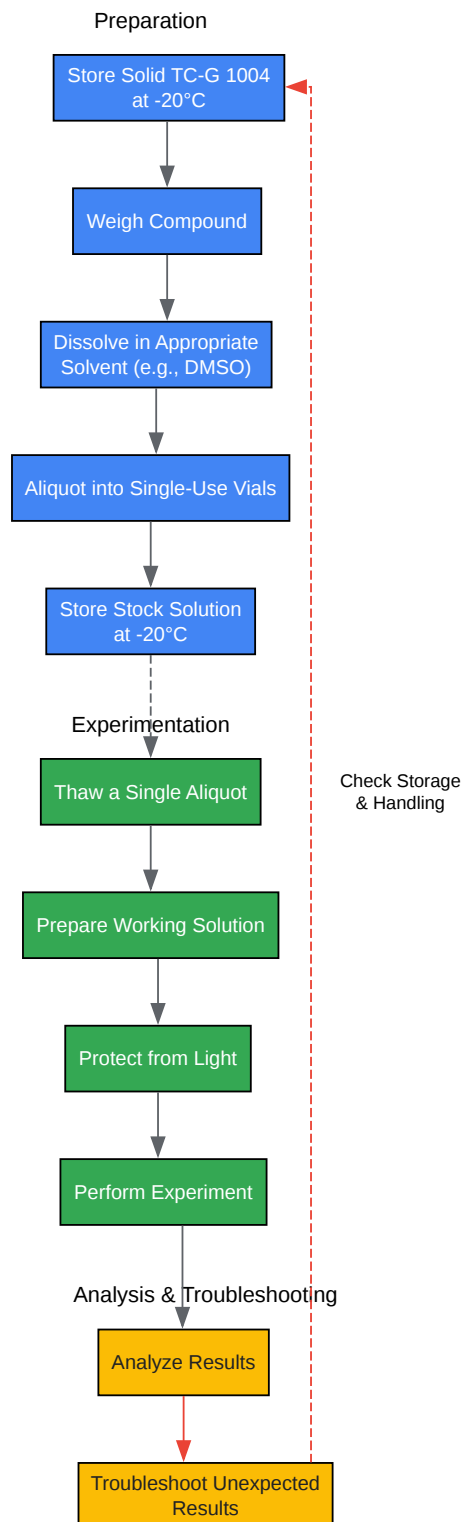 Preparation
Store Solid TC-G 1004
at -20°C
Weigh Compound
Dissolve in Appropriate
Solvent (e.g., DMSO)
Aliquot into Single-Use Vials
Store Stock Solution
at -20°C
Experimentation
Thaw a Single Aliquot
Check Storage
& Handling
Prepare Working Solution
Protect from Light
Perform Experiment
Analysis & Troubleshooting
Analyze Results
Troubleshoot Unexpected
Results